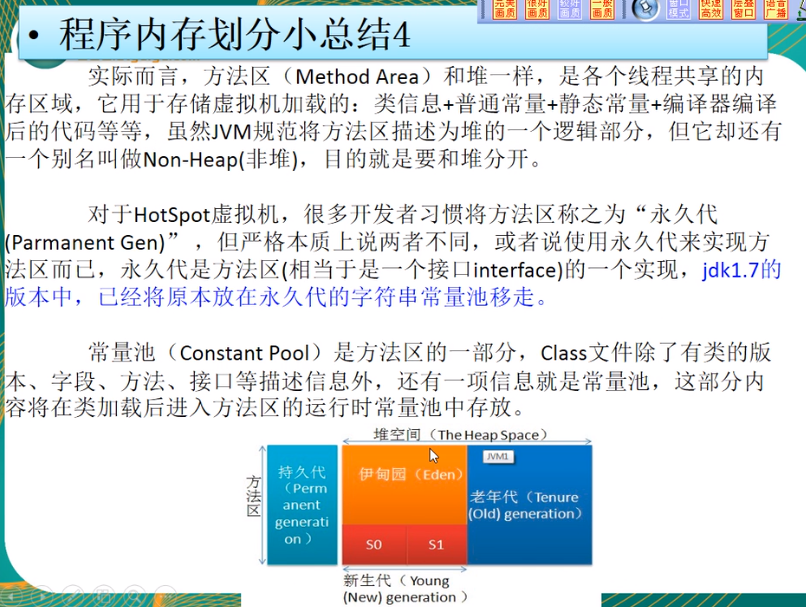 完美画质 很好画质 较好画质 一般画质 窗口模式 快速高效 层叠窗口 语音广播
• 程序内存划分小总结4
实际而言，方法区（Method Area）和堆一样，是各个线程共享的内
存区域，它用于存储虚拟机加载的：类信息+普通常量+静态常量+编译器编译
后的代码等等，虽然JVM规范将方法区描述为堆的一个逻辑部分，但它却还有
一个别名叫做Non-Heap(非堆)，目的就是要和堆分开。
对于HotSpot虚拟机，很多开发者习惯将方法区称之为“永久代
(Parmanent Gen)” ，但严格本质上说两者不同，或者说使用永久代来实现方
法区而已，永久代是方法区(相当于是一个接口interface)的一个实现，jdk1.7的
版本中，已经将原本放在永久代的字符串常量池移走。
常量池（Constant Pool）是方法区的一部分，Class文件除了有类的版
本、字段、方法、接口等描述信息外，还有一项信息就是常量池，这部分内
容将在类加载后进入方法区的运行时常量池中存放。
堆空间（The Heap Space）
方法区
持久代
（Perm
anent
generati
on ）
伊甸园（Eden）
S0
S1
JVM1
老年代（Tenure
(Old) generation）
新生代（ Young
(New) generation ）